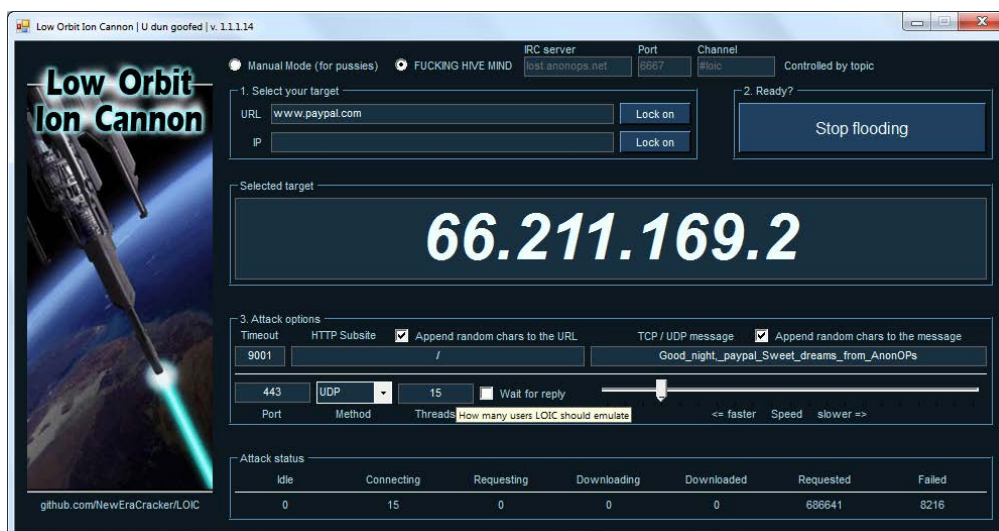 Low Orbit Ion Cannon | U dun goofed | v. 1.1.1.14
Low Orbit
Ion Cannon
Manual Mode (for pussies) FUCKING HIVE MIND
IRC server Port Channel
lost.anonops.net 6667 #loic Controlled by topic
1. Select your target
URL www.paypal.com Lock on
IP Lock on
2. Ready?
Stop flooding
Selected target
66.211.169.2
3. Attack options
Timeout HTTP Subsite Append random chars to the URL TCP / UDP message Append random chars to the message
9001 / Good_night,_paypal_Sweet_dreams_from_AnonOPs
443 UDP 15 Wait for reply
Port Method Threads How many users LOIC should emulate <= faster Speed slower =>
Attack status
Idle Connecting Requesting Downloading Downloaded Requested Failed
0 15 0 0 0 686641 8216
github.com/NewEraCracker/LOIC